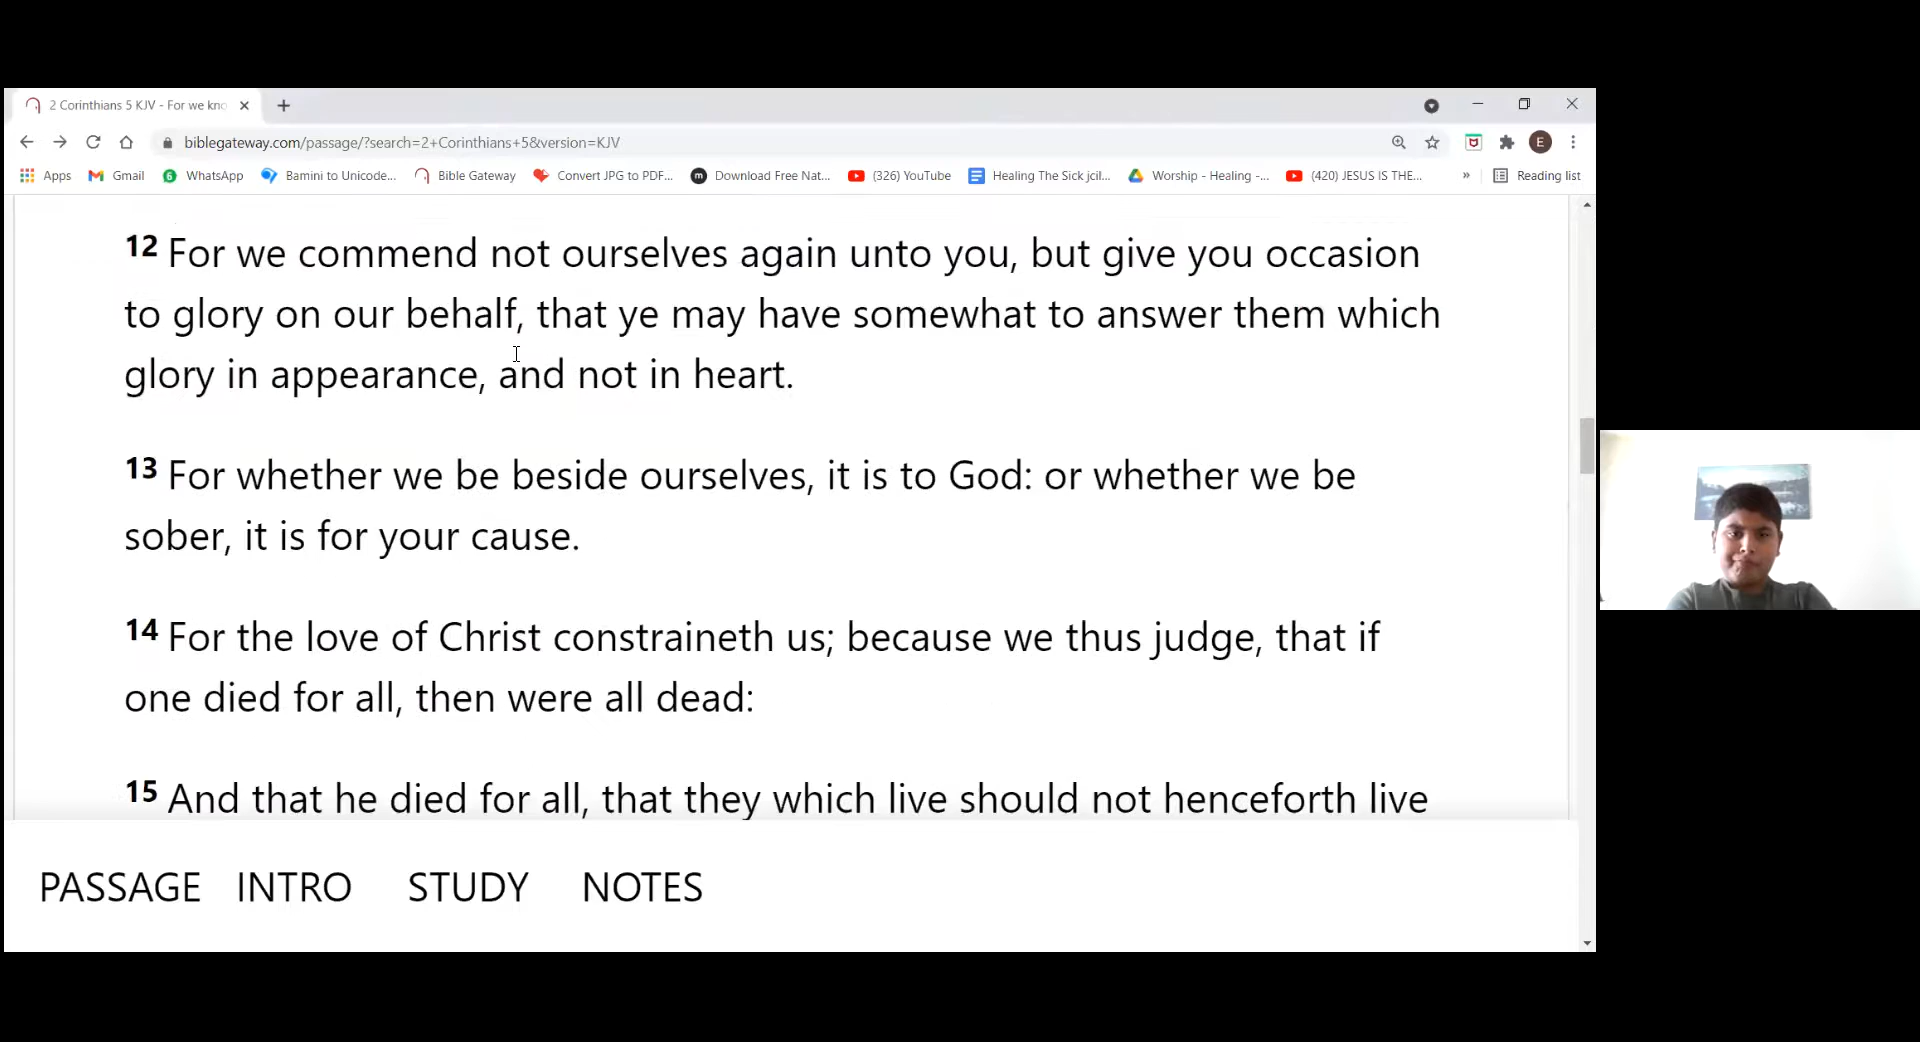 2 Corinthians 5 KJV - For we kno
biblegateway.com/passage/?search=2+Corinthians+5&version=KJV
E
Apps Gmail WhatsApp Bamini to Unicode... Bible Gateway Convert JPG to PDF... Download Free Nat... (326) YouTube Healing The Sick jcil... Worship - Healing -... (420) JESUS IS THE... » Reading list
12 For we commend not ourselves again unto you, but give you occasion
to glory on our behalf, that ye may have somewhat to answer them which
glory in appearance, and not in heart.
13 For whether we be beside ourselves, it is to God: or whether we be
sober, it is for your cause.
14 For the love of Christ constraineth us; because we thus judge, that if
one died for all, then were all dead:
15 And that he died for all, that they which live should not henceforth live
PASSAGE INTRO STUDY NOTES